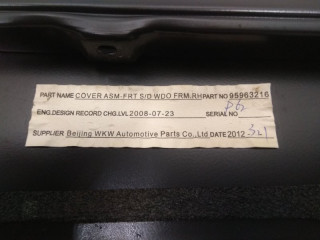 PART NAME COVER ASM-FRT S/D WDO FRM,RH PART NO 95963216
ENG.DESIGN RECORD CHG.LVL 2008-07-23 SERIAL NO
SUPPLIER Beijing WKW Automotive Parts Co.,Ltd DATE 2012